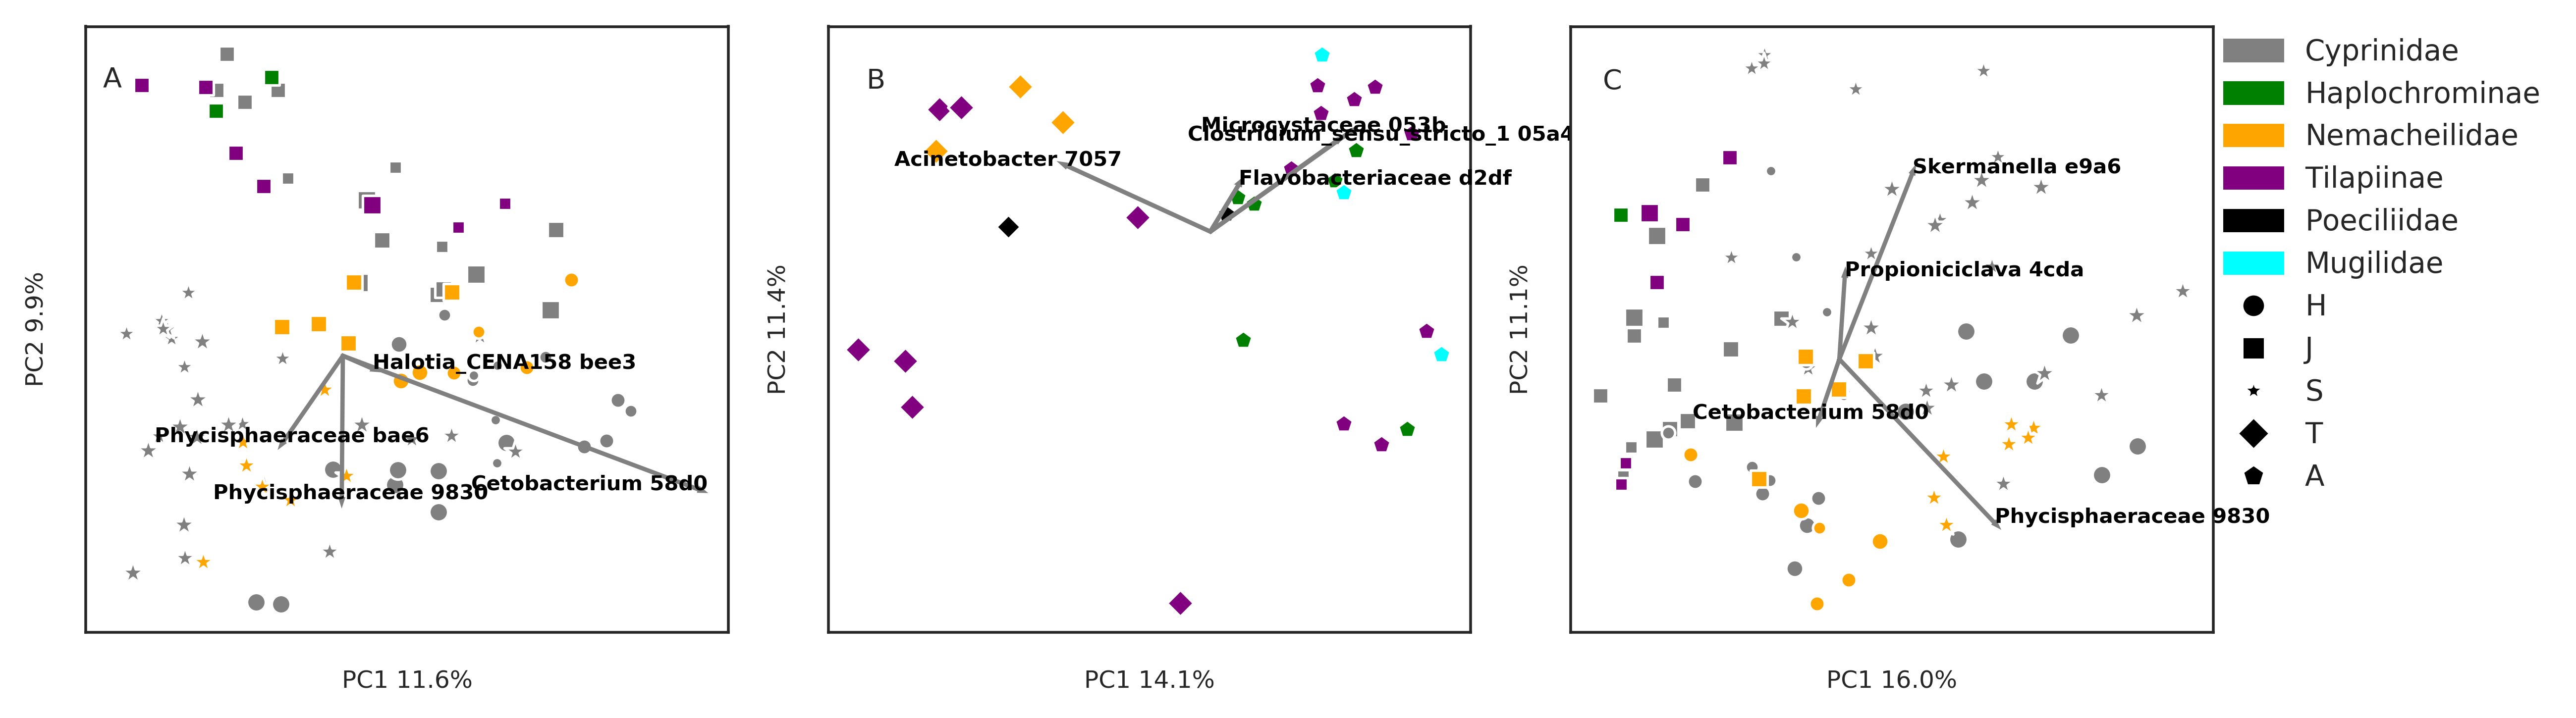 A
Halotia_CENA158 bee3
Phycisphaeraceae bae6
Cetobacterium 58d0
Phycisphaeraceae 9830
PC2 9.9%
PC1 11.6%
B
Microcystaceae 053b
Clostridium_sensu_stricto_1 05a4
Acinetobacter 7057
Flavobacteriaceae d2df
PC2 11.4%
PC1 14.1%
C
Skermanella e9a6
Propioniciclava 4cda
Cetobacterium 58d0
Phycisphaeraceae 9830
PC2 11.1%
PC1 16.0%
Cyprinidae
Haplochrominae
Nemacheilidae
Tilapiinae
Poeciliidae
Mugilidae
H
J
S
T
A